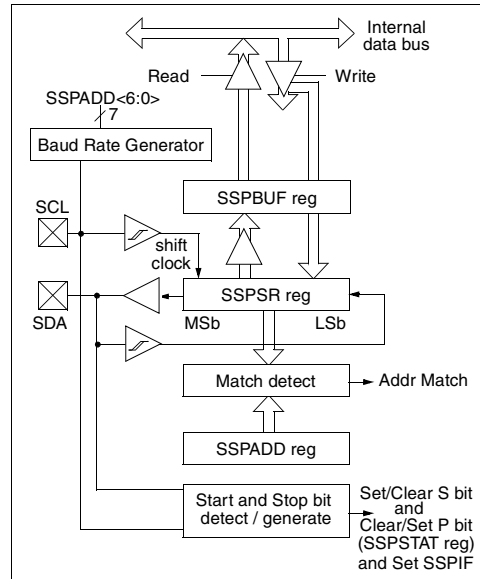 Internal
data bus
Read
Write
SSPADD<6:0>
7
Baud Rate Generator
SSPBUF reg
SCL
shift
clock
SSPSR reg
MSb
LSb
SDA
Match detect
Addr Match
SSPADD reg
Start and Stop bit
detect / generate
Set/Clear S bit
and
Clear/Set P bit
(SSPSTAT reg)
and Set SSPIF